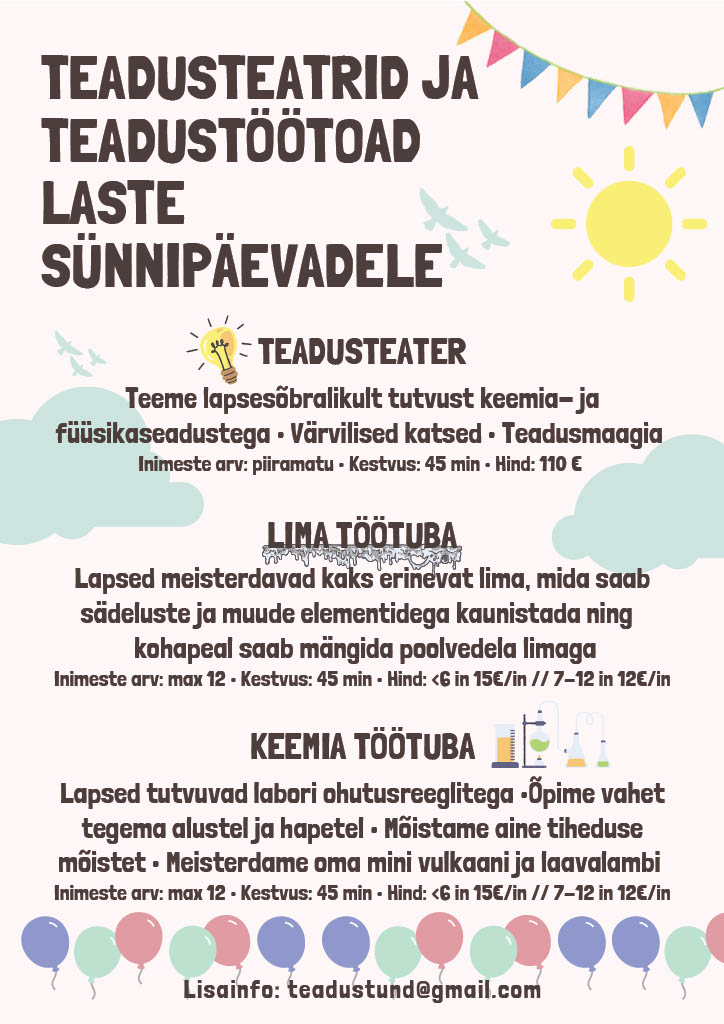 TEADUSTEATRID JA
TEADUSTÖÖTOAD
LASTE
SÜNNIPÄEVADELE
TEADUSTEATER
Teeme lapsesõbralikult tutvust keemia- ja
füüsikaseadustega • Värvilised katsed • Teadusmaagia
Inimeste arv: piiramatu • Kestvus: 45 min • Hind: 110 €
LIMA TÖÖTUBA
Lapsed meisterdavad kaks erinevat lima, mida saab
sädeluste ja muude elementidega kaunistada ning
kohapeal saab mängida poolvedela limaga
Inimeste arv: max 12 • Kestvus: 45 min • Hind: <6 in 15€/in // 7-12 in 12€/in
KEEMIA TÖÖTUBA
Lapsed tutvuvad labori ohutusreeglitega •Õpime vahet
tegema alustel ja hapetel • Mõistame aine tiheduse
mõistet • Meisterdame oma mini vulkaani ja laavalambi
Inimeste arv: max 12 • Kestvus: 45 min • Hind: <6 in 15€/in // 7-12 in 12€/in
Lisainfo: teadustund@gmail.com